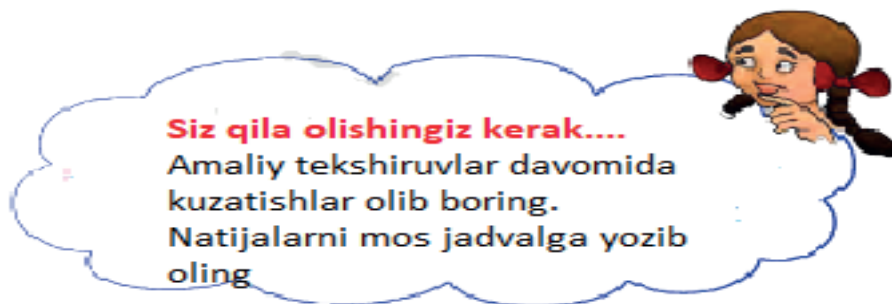 Siz qila olishingiz kerak....
Amaliy tekshiruvlar davomida
kuzatishlar olib boring.
Natijalarni mos jadvalga yozib
oling